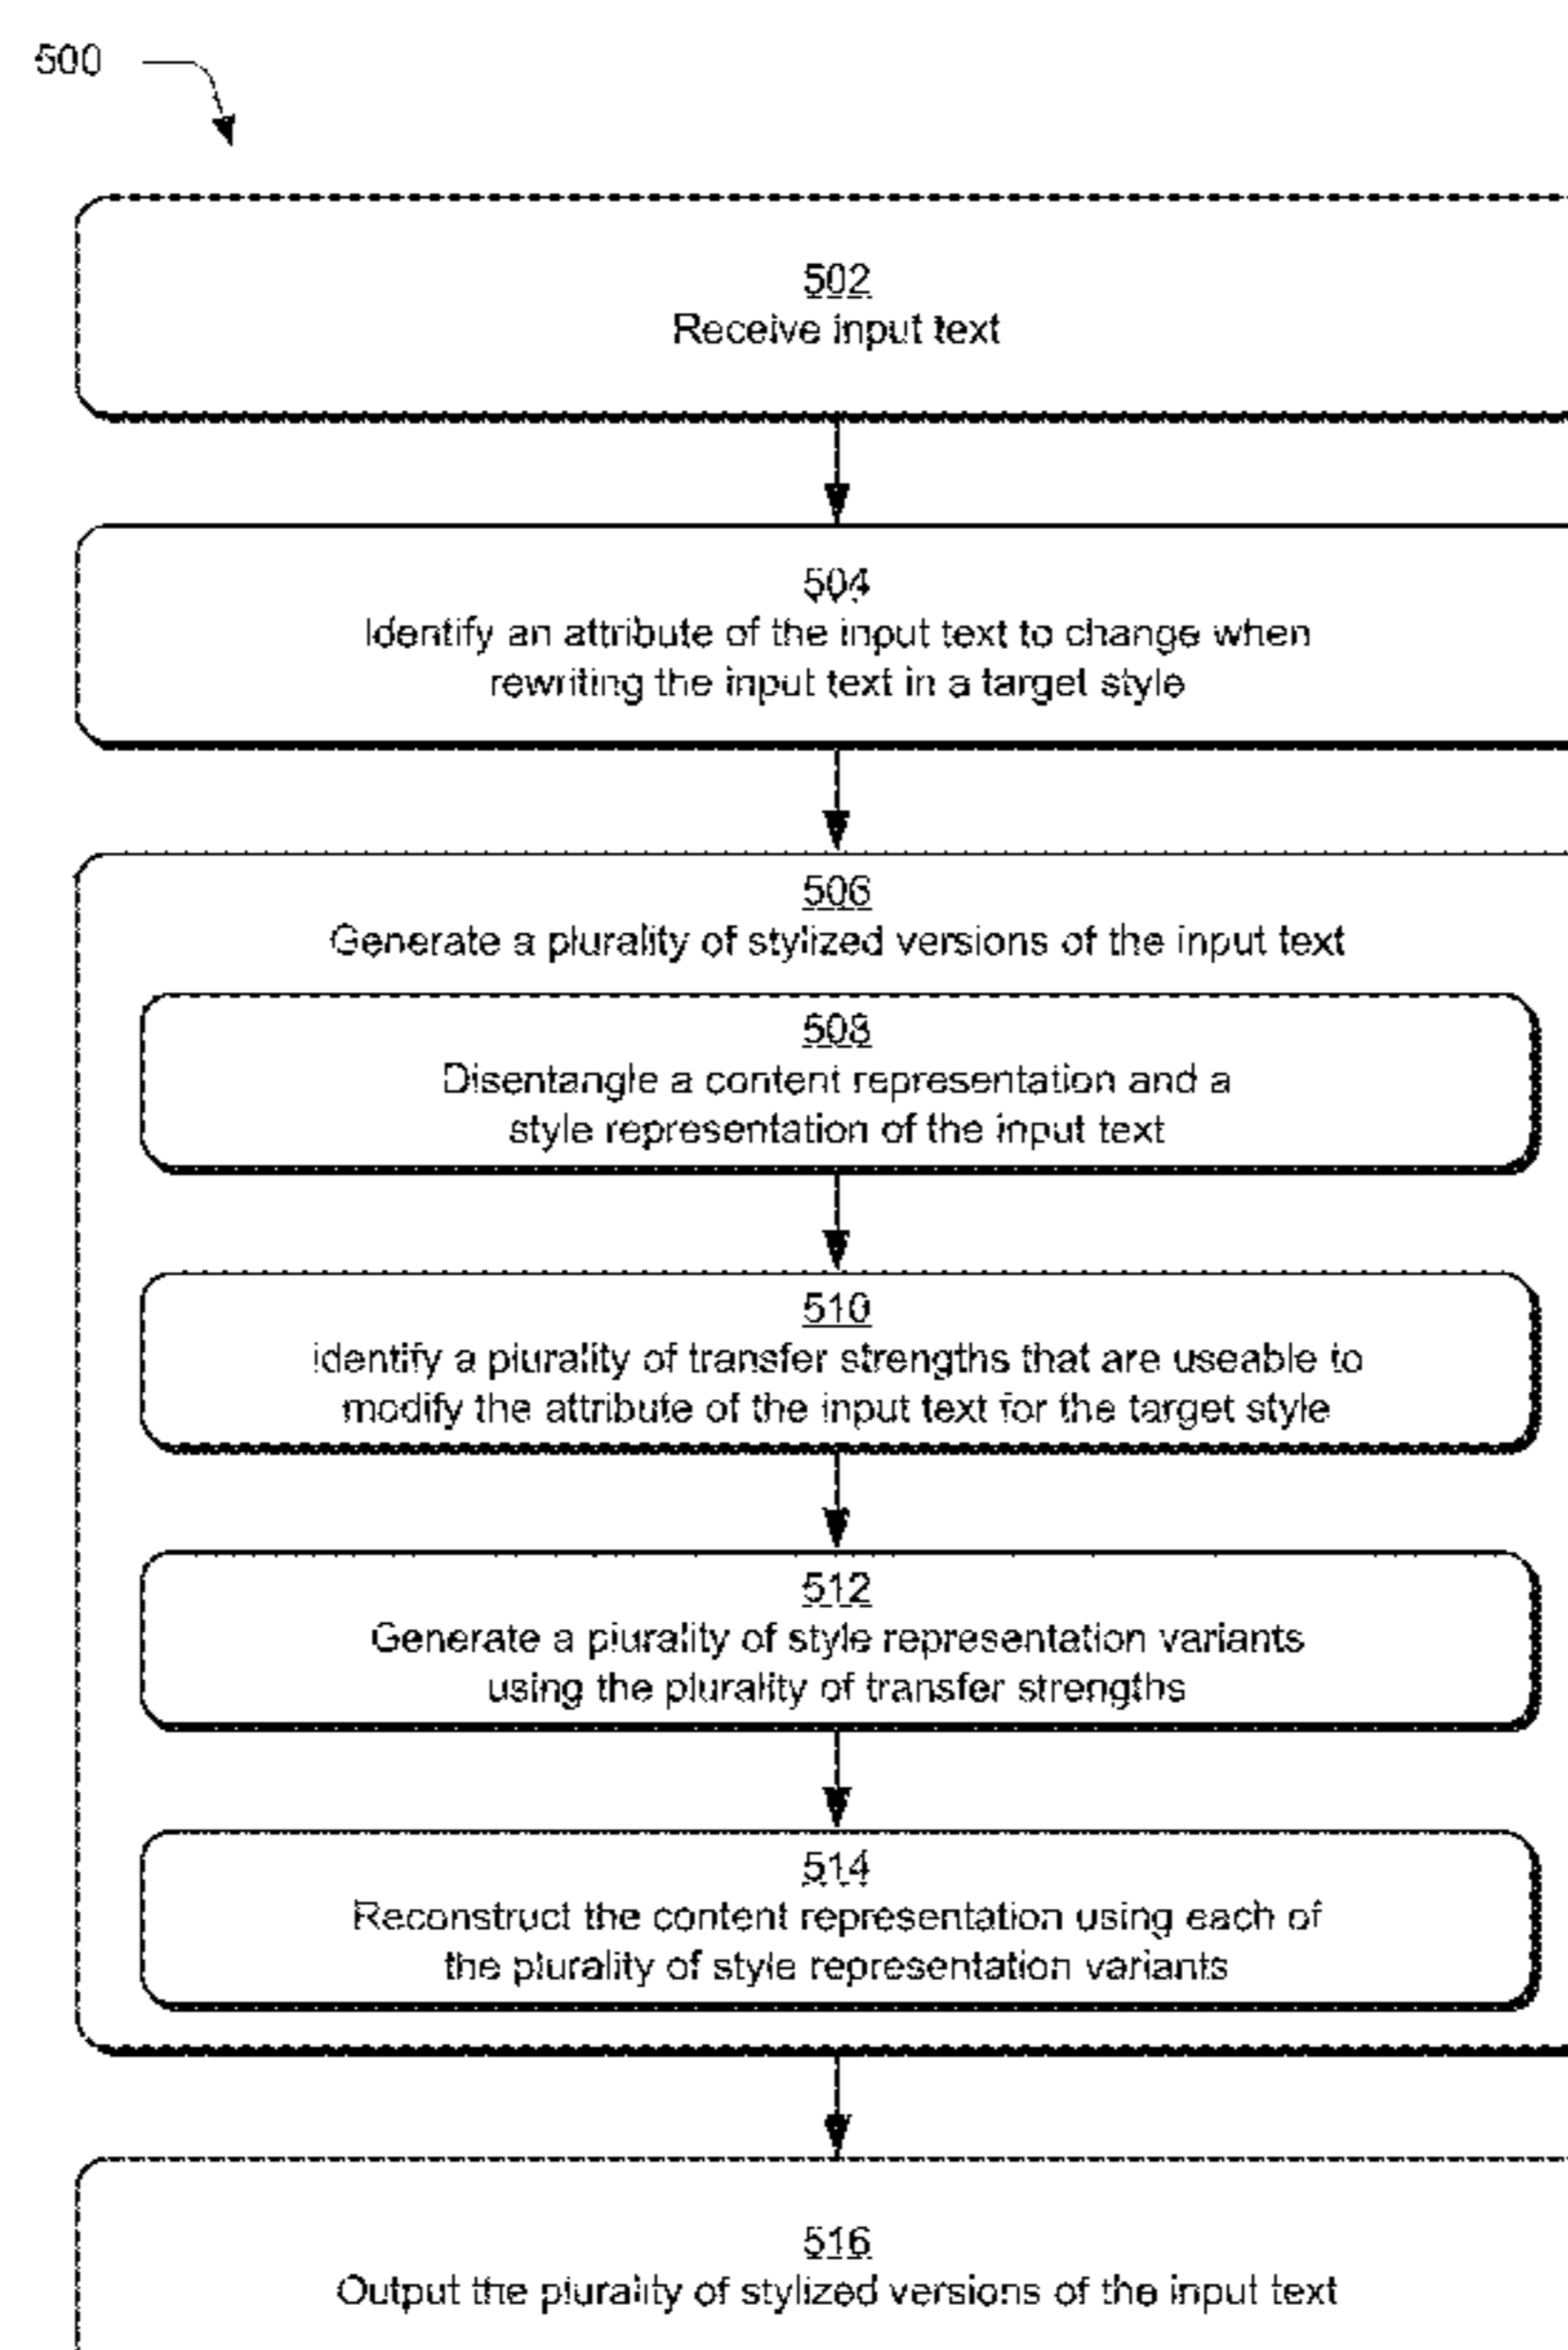 500
502
Receive input text
504
Identify an attribute of the input text to change when
rewriting the input text in a target style
506
Generate a plurality of stylized versions of the input text
508
Disentangle a content representation and a
style representation of the input text
510
identify a plurality of transfer strengths that are useable to
modify the attribute of the input text for the target style
512
Generate a plurality of style representation variants
using the plurality of transfer strengths
514
Reconstruct the content representation using each of
the plurality of style representation variants
516
Output the plurality of stylized versions of the input text